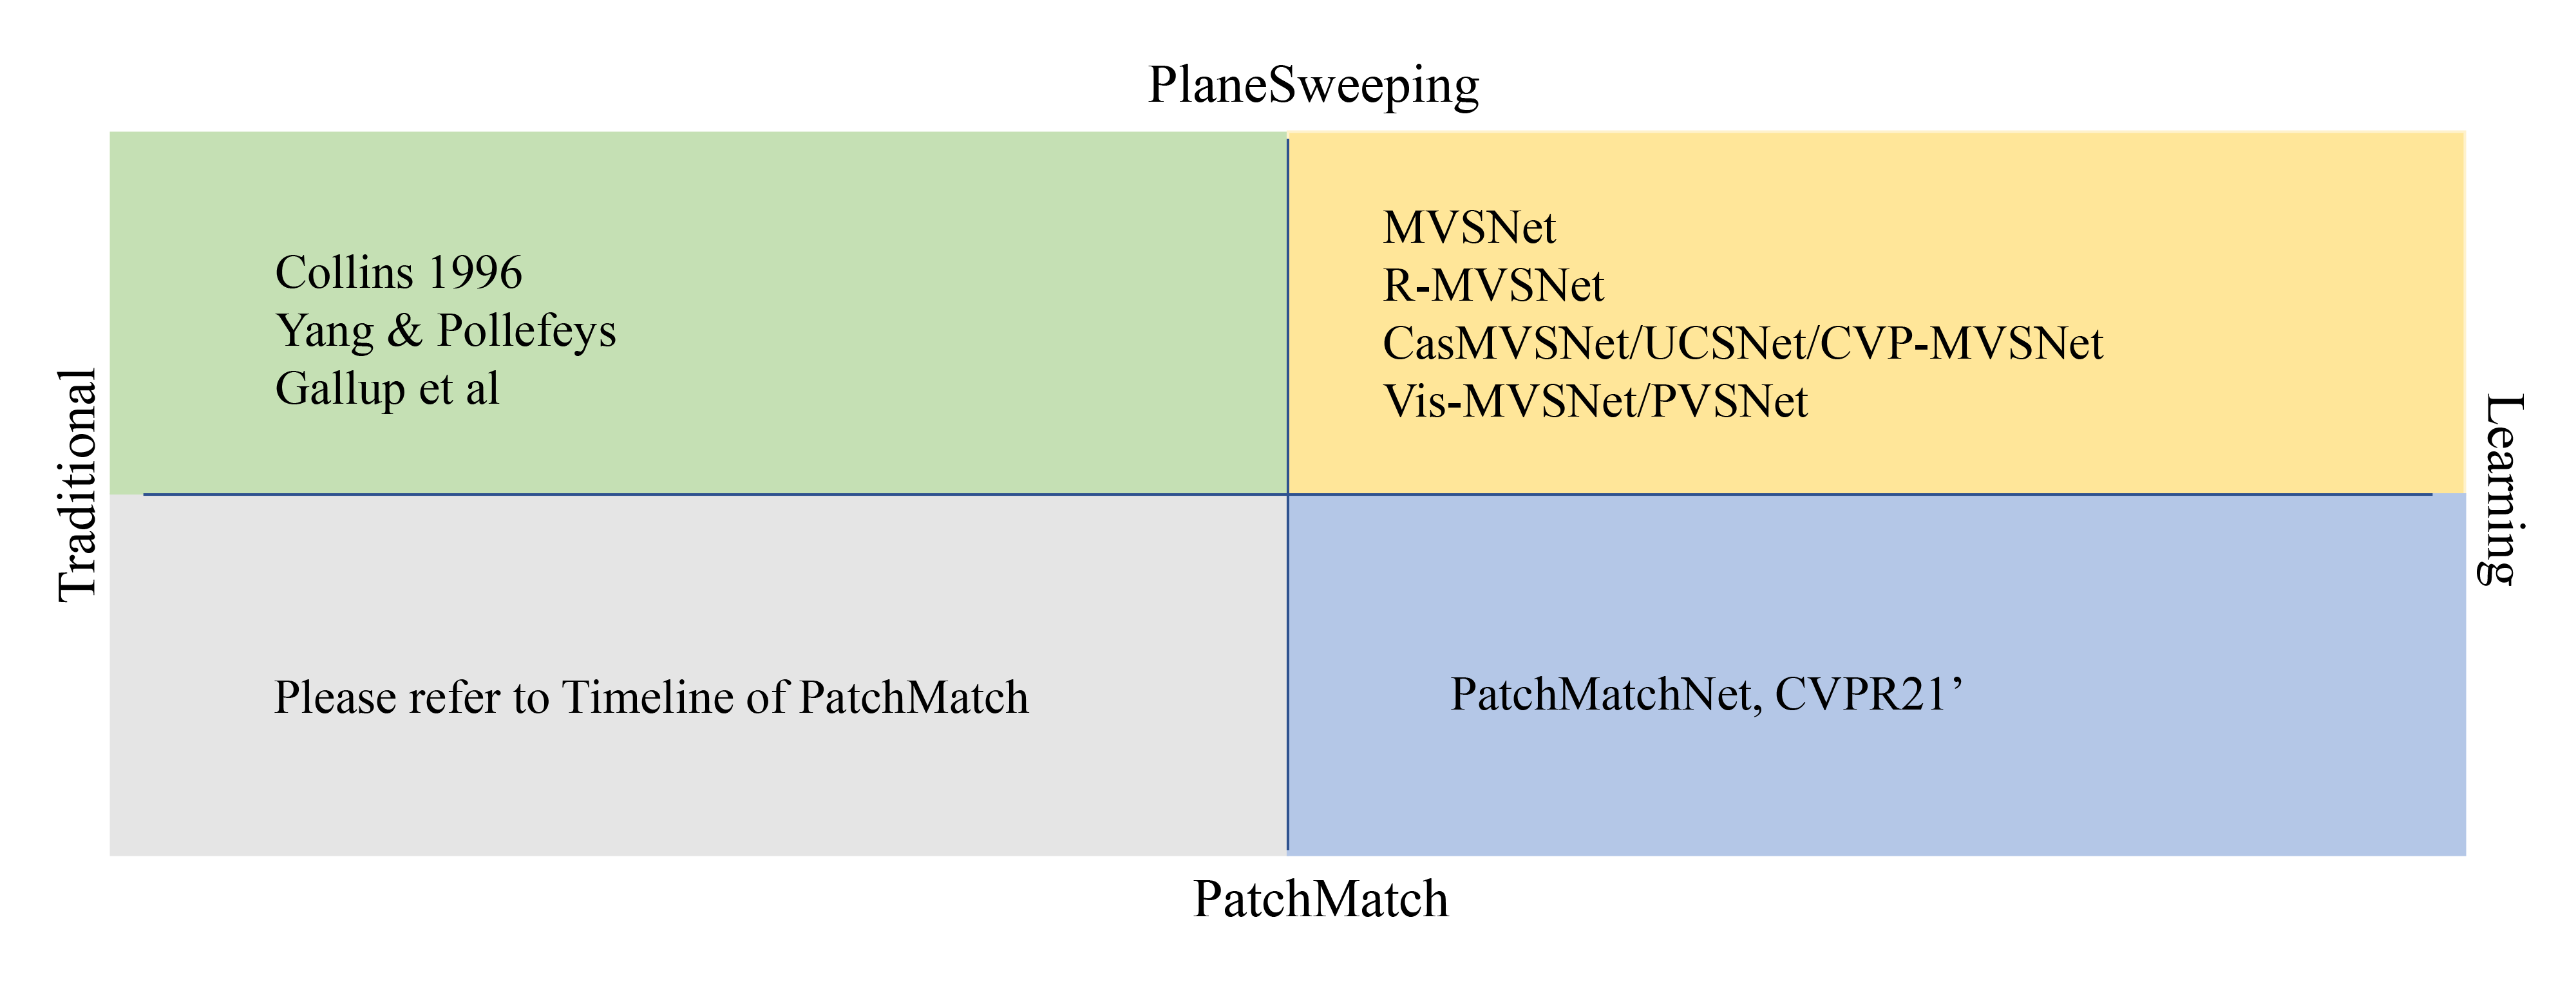 PlaneSweeping
Collins 1996
Yang & Pollefeys
Gallup et al
MVSNet
R-MVSNet
CasMVSNet/UCSNet/CVP-MVSNet
Vis-MVSNet/PVSNet
Traditional
Learning
Please refer to Timeline of PatchMatch
PatchMatchNet, CVPR21’
PatchMatch